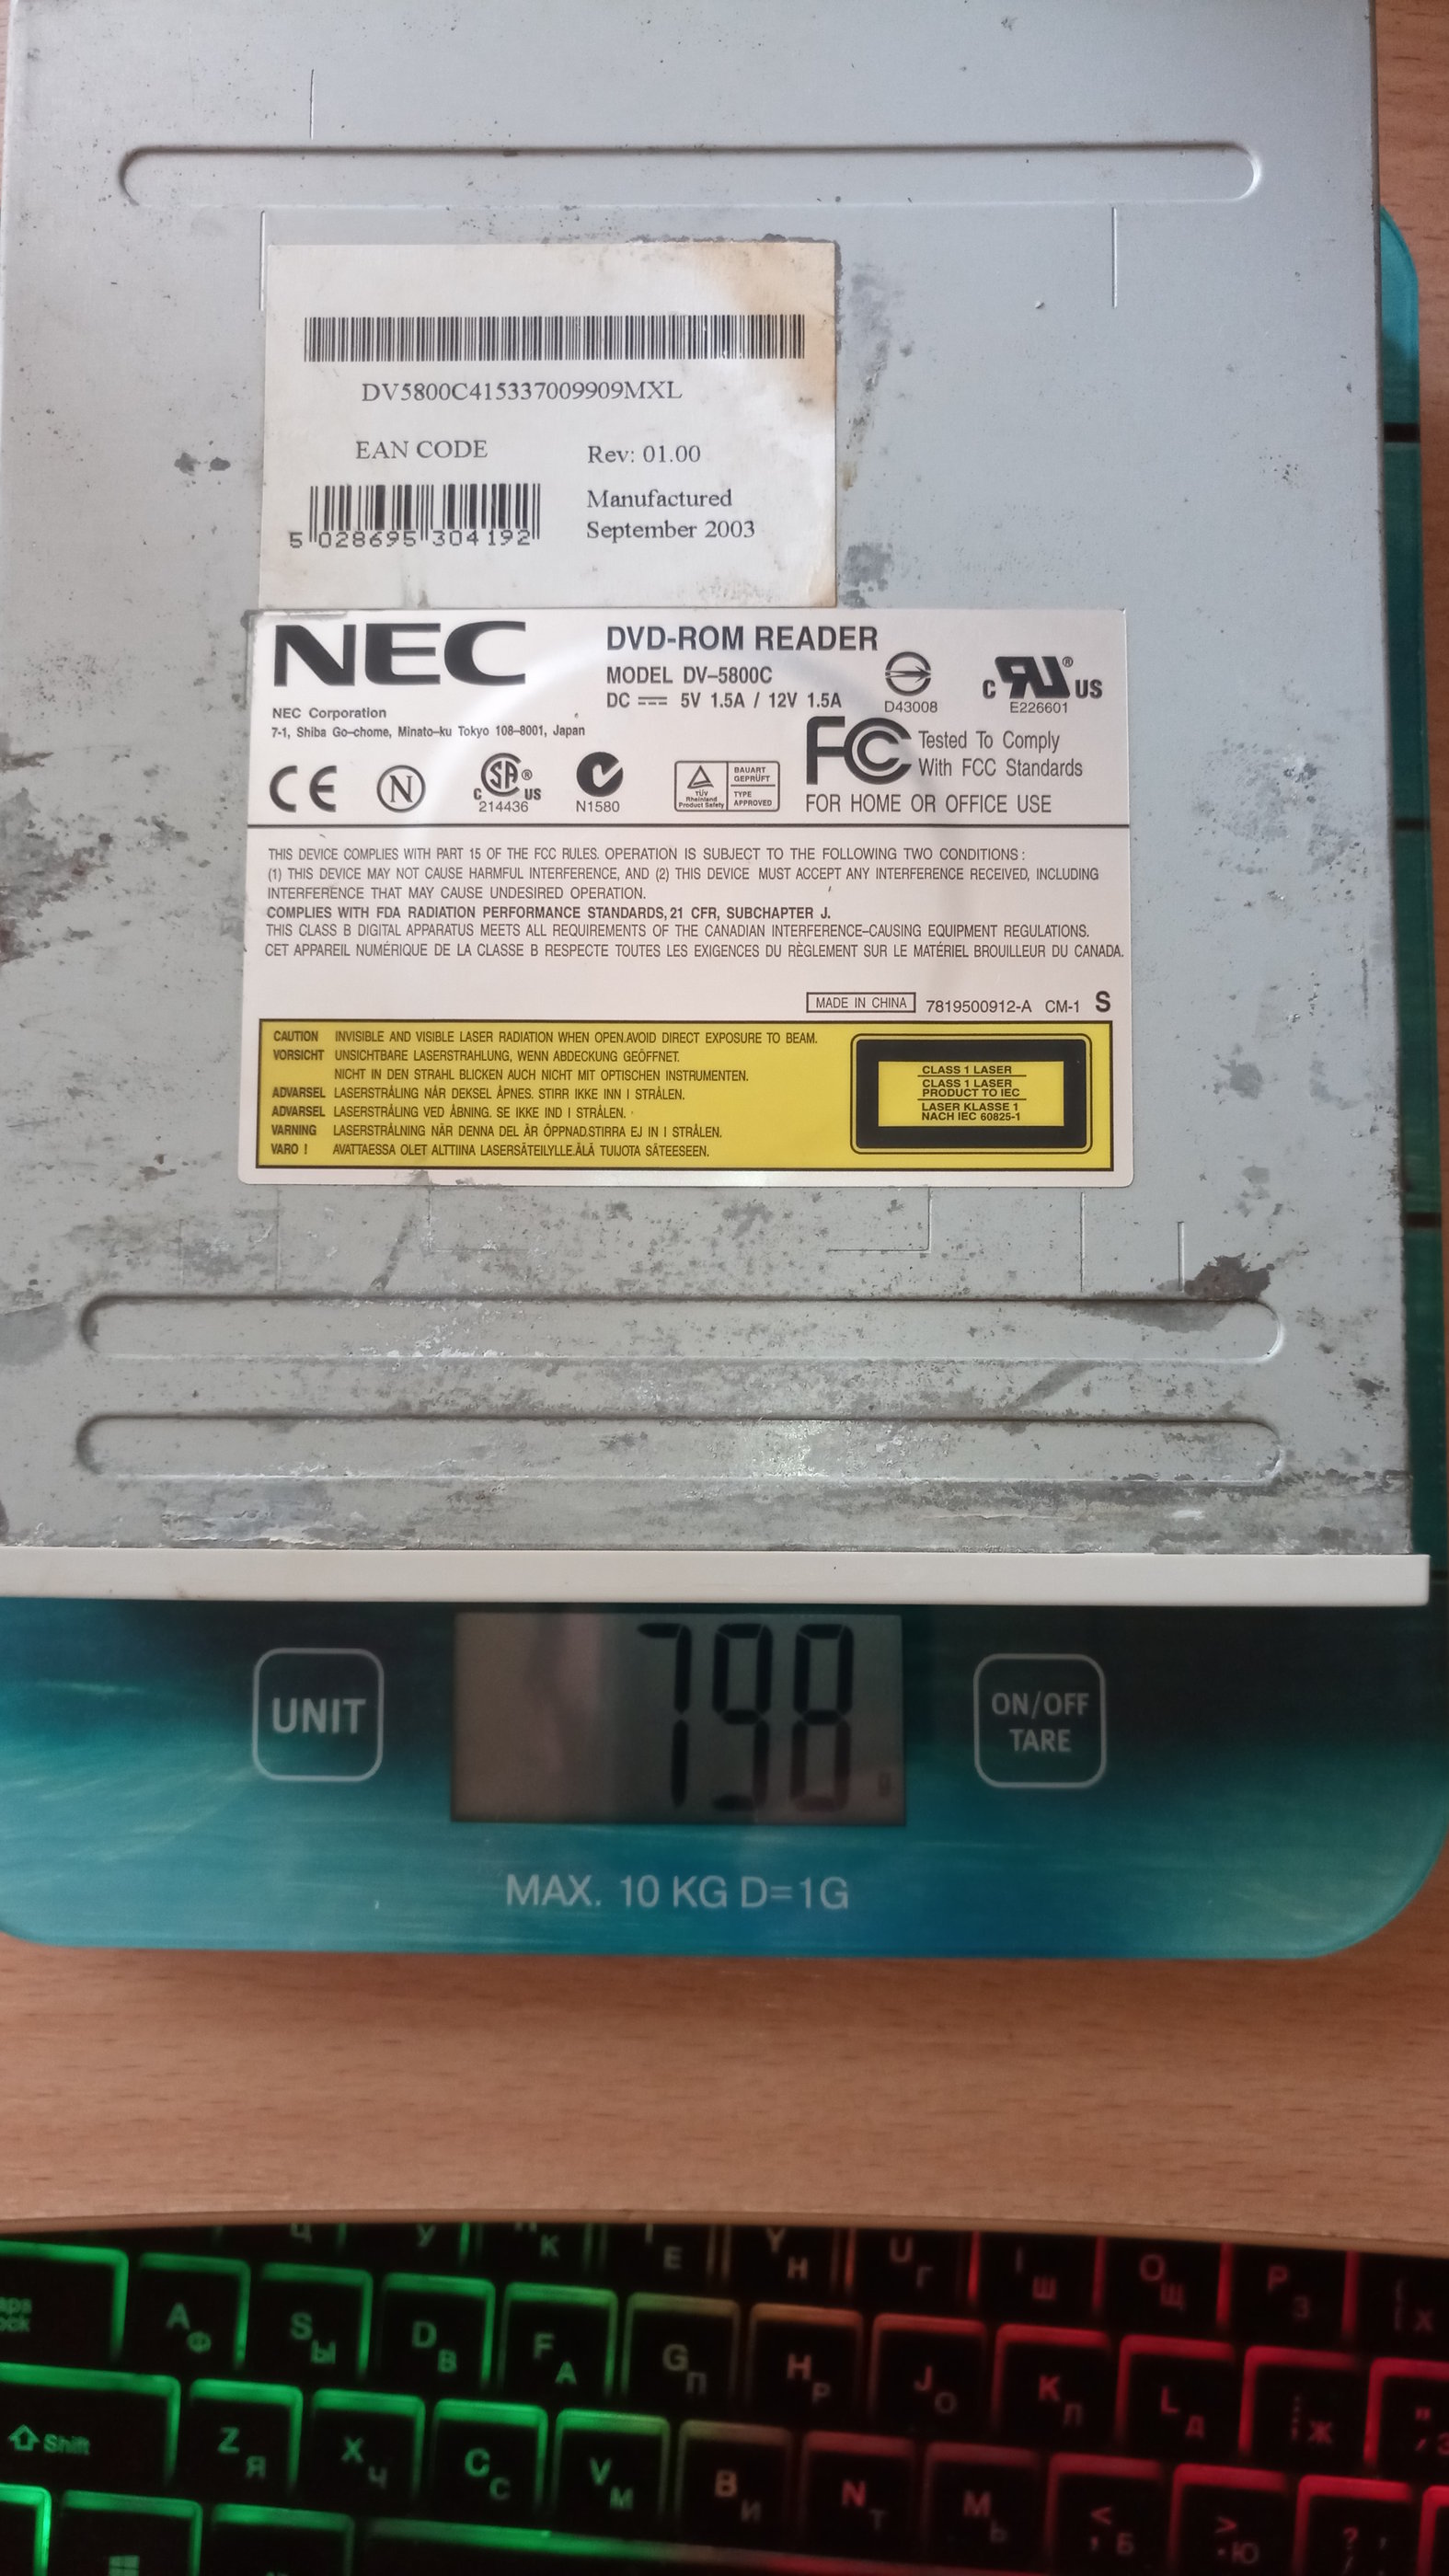 DV5800C415337009909MXL
EAN CODE
Rev: 01.00
Manufactured
September 2003
5 028695 304192
NEC
DVD-ROM READER
MODEL DV-5800C
DC 5V 1.5A / 12V 1.5A
D43008
C RU ® US
E226601
NEC Corporation
7-1, Shiba Go-chome, Minato-ku Tokyo 108-8001, Japan
FC Tested To Comply
With FCC Standards
FOR HOME OR OFFICE USE
CE
N
C SA ® US
214436
N1580
TÜV
Rheinland
Product Safety
BAUART
GEPRÜFT
TYPE
APPROVED
THIS DEVICE COMPLIES WITH PART 15 OF THE FCC RULES. OPERATION IS SUBJECT TO THE FOLLOWING TWO CONDITIONS :
(1) THIS DEVICE MAY NOT CAUSE HARMFUL INTERFERENCE, AND (2) THIS DEVICE MUST ACCEPT ANY INTERFERENCE RECEIVED, INCLUDING
INTERFERENCE THAT MAY CAUSE UNDESIRED OPERATION.
COMPLIES WITH FDA RADIATION PERFORMANCE STANDARDS, 21 CFR, SUBCHAPTER J.
THIS CLASS B DIGITAL APPARATUS MEETS ALL REQUIREMENTS OF THE CANADIAN INTERFERENCE-CAUSING EQUIPMENT REGULATIONS.
CET APPAREIL NUMÉRIQUE DE LA CLASSE B RESPECTE TOUTES LES EXIGENCES DU RÈGLEMENT SUR LE MATÉRIEL BROUILLEUR DU CANADA.
MADE IN CHINA 7819500912-A CM-1 S
CAUTION INVISIBLE AND VISIBLE LASER RADIATION WHEN OPEN.AVOID DIRECT EXPOSURE TO BEAM.
VORSICHT UNSICHTBARE LASERSTRAHLUNG, WENN ABDECKUNG GEÖFFNET.
NICHT IN DEN STRAHL BLICKEN AUCH NICHT MIT OPTISCHEN INSTRUMENTEN.
ADVARSEL LASERSTRÅLING NÅR DEKSEL ÅPNES. STIRR IKKE INN I STRÅLEN.
ADVARSEL LASERSTRÅLING VED ÅBNING. SE IKKE IND I STRÅLEN.
VARNING LASERSTRÅLNING NÄR DENNA DEL ÄR ÖPPNAD.STIRRA EJ IN I STRÅLEN.
VARO ! AVATTAESSA OLET ALTTIINA LASERSÄTEILYLLE.ÄLÄ TUIJOTA SÄTEESEEN.
CLASS 1 LASER
CLASS 1 LASER
PRODUCT TO IEC
LASER KLASSE 1
NACH IEC 60825-1
UNIT
798
ON/OFF
TARE
MAX. 10 KG D=1G
Ц У К Е Y Н U Г I Ш O Щ P З Х
A Ф S Ы D В F А G П H Р J О K Л L Д ; Ж
Shift Z Я X Ч C С V М B И N Т M Ь < , Б > . Ю ?